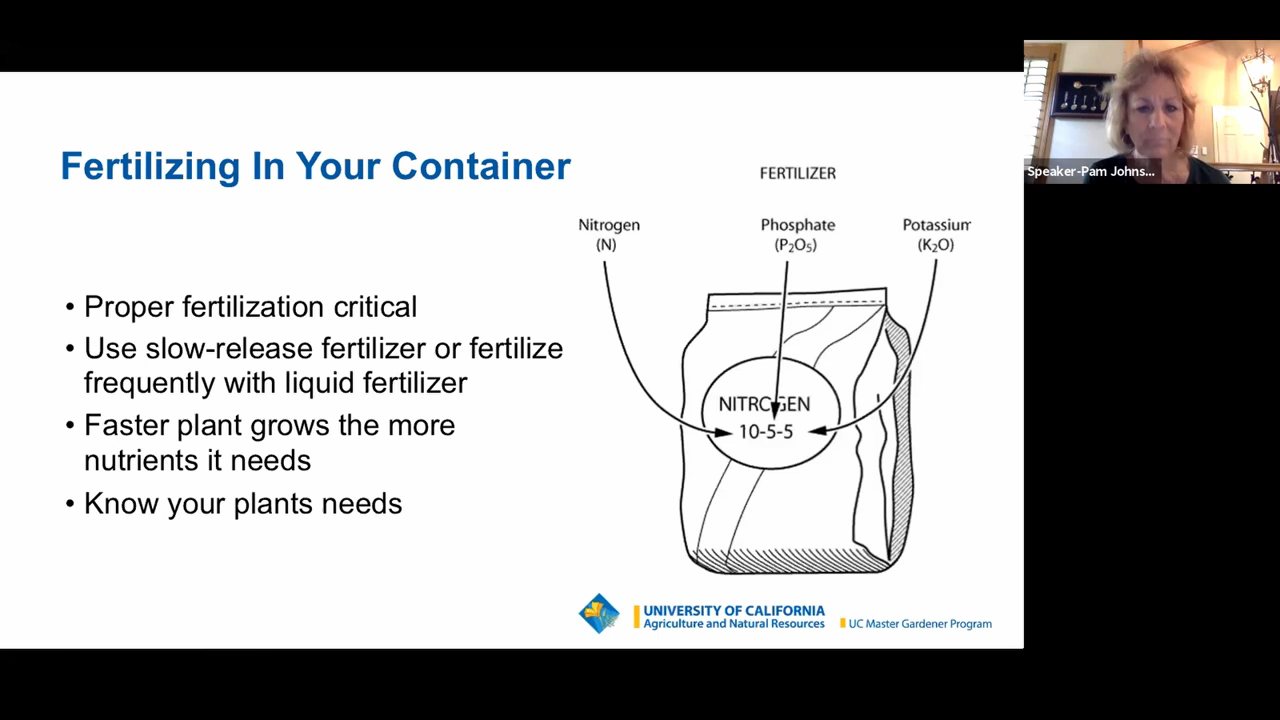 Fertilizing In Your Container
• Proper fertilization critical
• Use slow-release fertilizer or fertilize
frequently with liquid fertilizer
• Faster plant grows the more
nutrients it needs
• Know your plants needs
FERTILIZER
Nitrogen
(N)
Phosphate
(P₂O₅)
Potassium
(K₂O)
NITROGEN
10-5-5
UNIVERSITY OF CALIFORNIA
Agriculture and Natural Resources
UC Master Gardener Program
Speaker-Pam Johns...